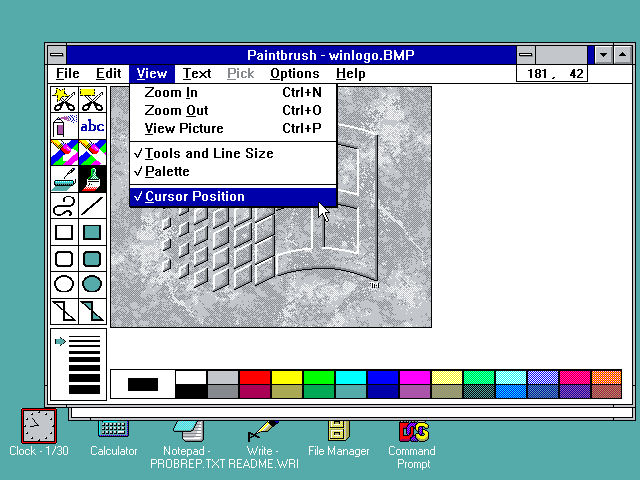 Paintbrush - winlogo.BMP
File Edit View Text Pick Options Help
181, 42
Zoom In Ctrl+N
Zoom Out Ctrl+O
View Picture Ctrl+P
✓ Tools and Line Size
✓ Palette
✓ Cursor Position
abc
Clock - 1/30
Calculator
Notepad -
PROBREP.TXT
Write -
README.WRI
File Manager
Command
Prompt